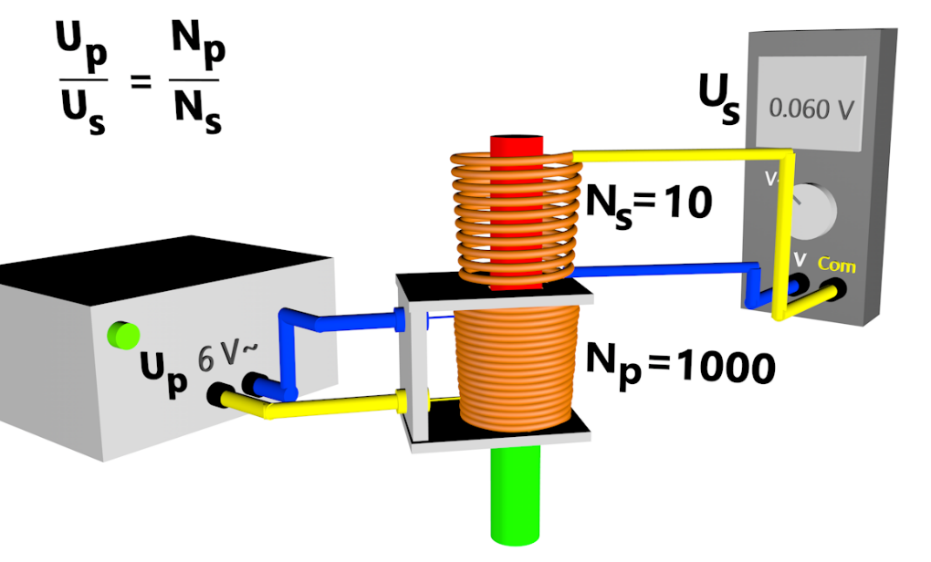 Up/Us = Np/Ns
Us
0.060 V
V~
Ns=10
V Com
Up 6 V~
Np=1000